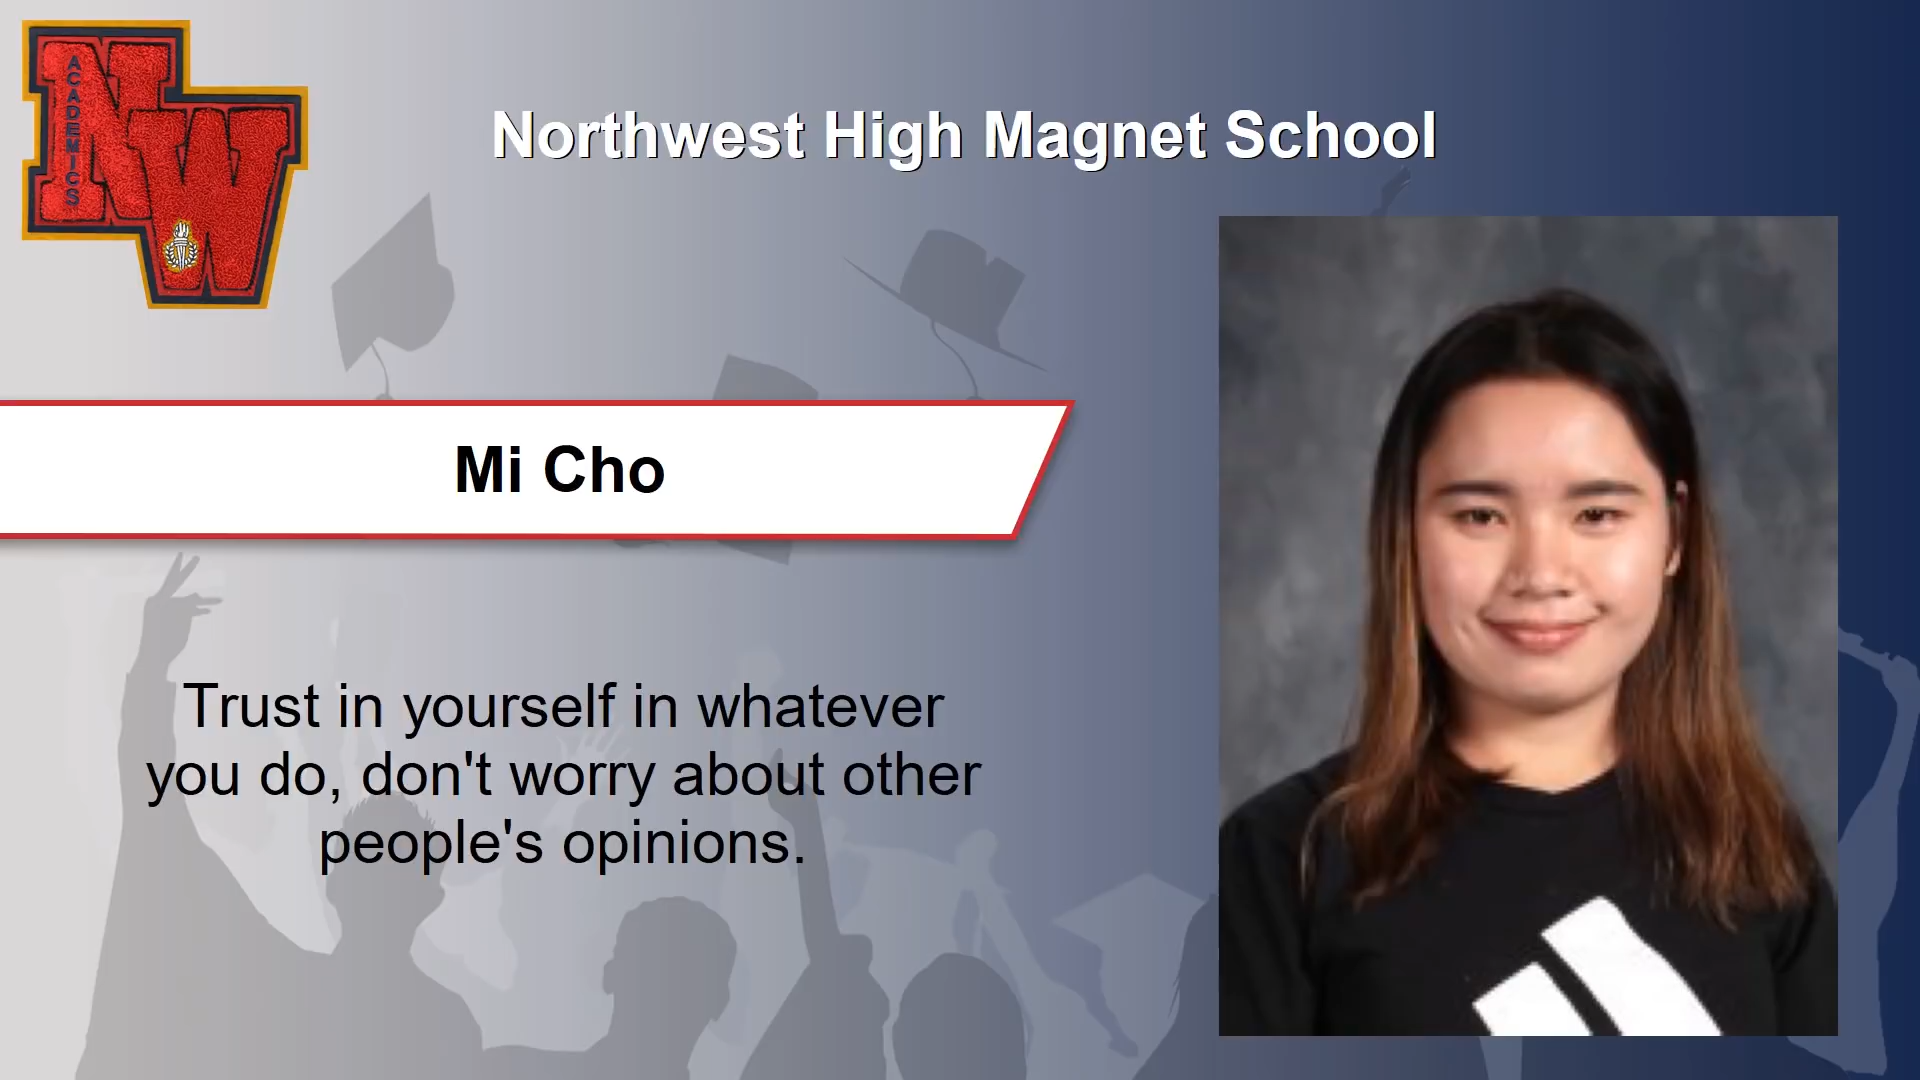 NW
ACADEMICS
Northwest High Magnet School
Mi Cho
Trust in yourself in whatever
you do, don't worry about other
people's opinions.